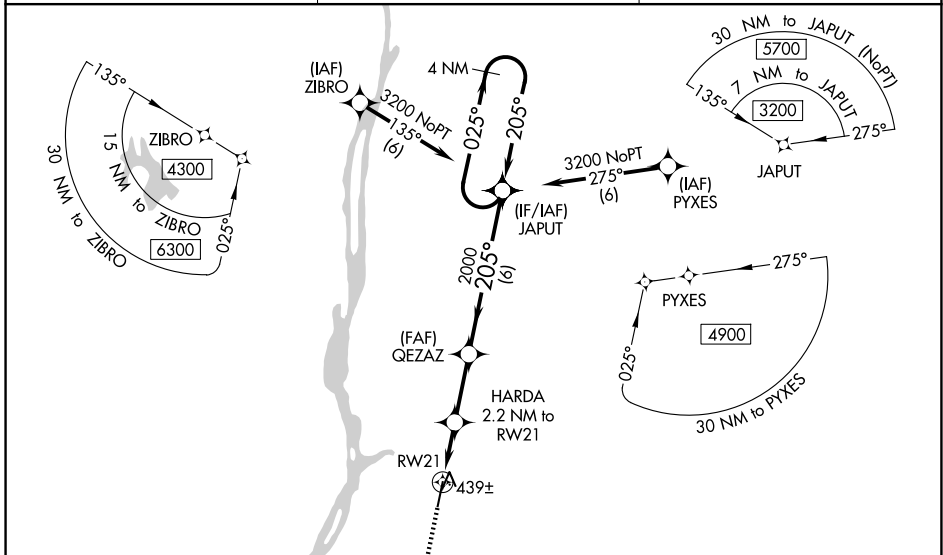 30 NM to JAPUT (NoPT)
5700
7 NM to JAPUT
3200
135°
275°
JAPUT
4 NM
(IAF)
ZIBRO
3200 NoPT
135°
(6)
025°
205°
135°
ZIBRO
4300
15 NM to ZIBRO
6300
30 NM to ZIBRO
025°
3200 NoPT
275°
(6)
(IAF)
PYXES
(IF/IAF)
JAPUT
2000
205°
(6)
275°
PYXES
4900
025°
30 NM to PYXES
(FAF)
QEZAZ
HARDA
2.2 NM to
RW21
RW21
439±